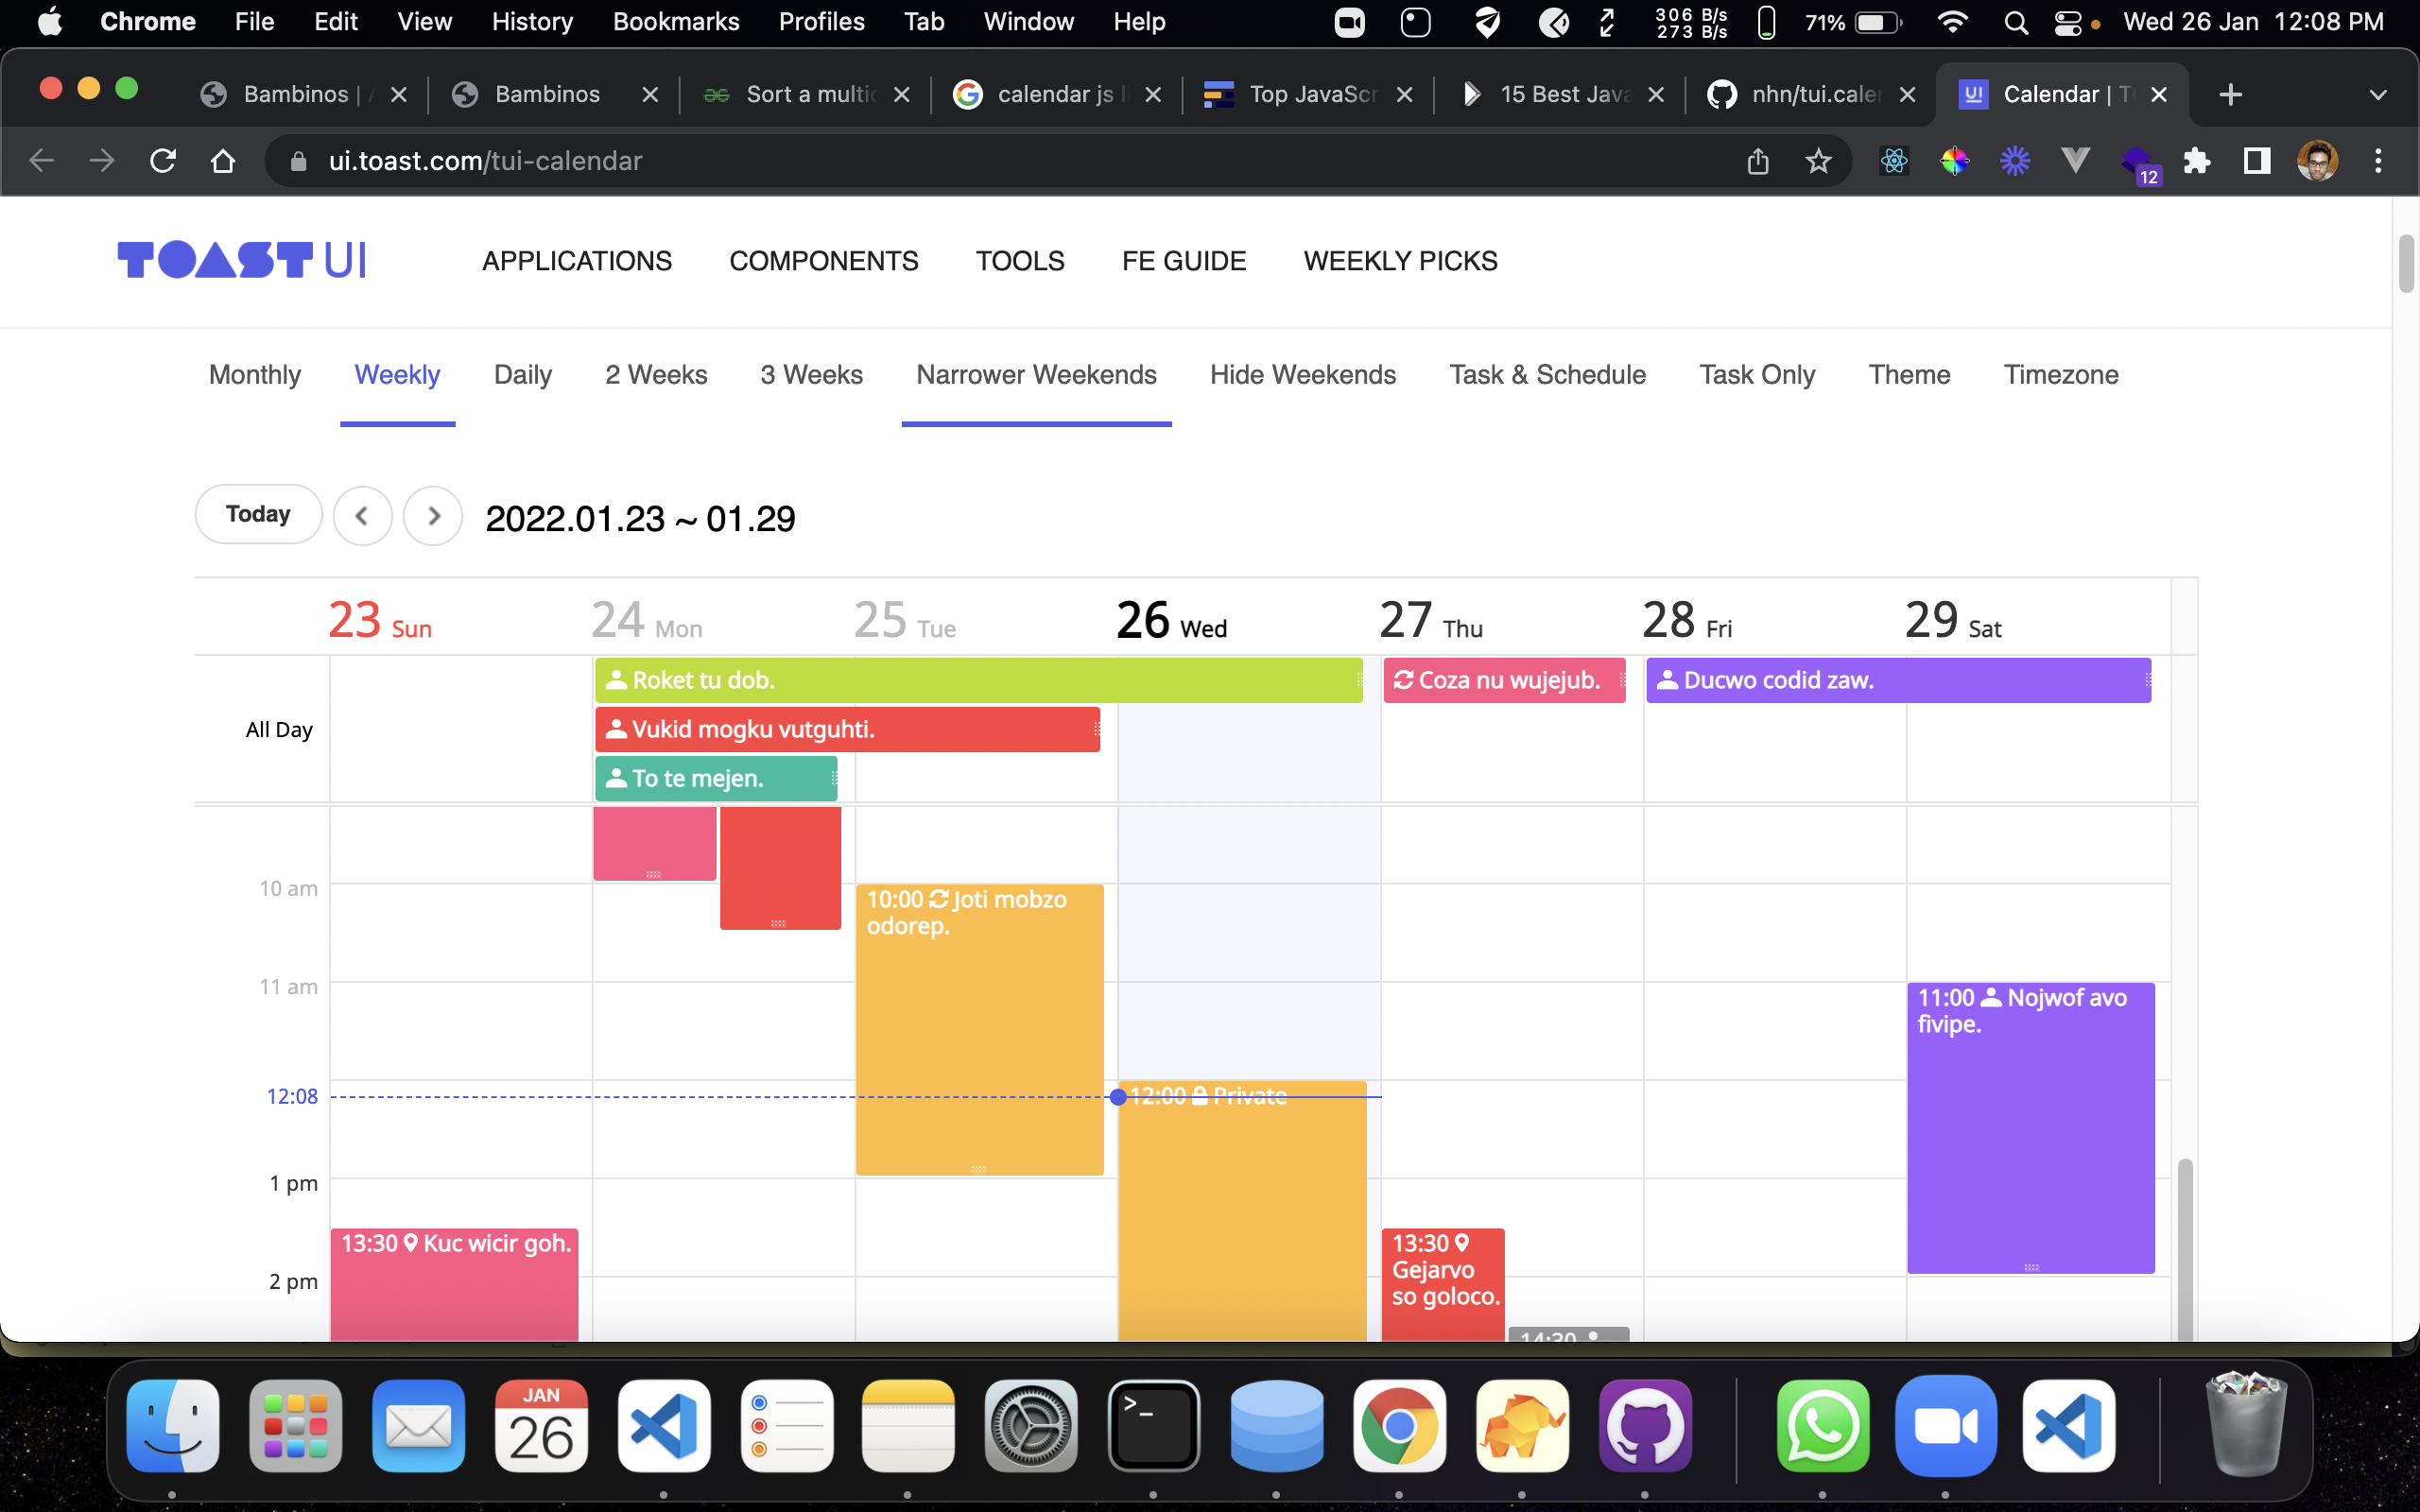 Chrome File Edit View History Bookmarks Profiles Tab Window Help 306 B/s 273 B/s 71% Wed 26 Jan 12:08 PM
Bambinos | Bambinos Sort a multi calendar js Top JavaScr 15 Best Java nhn/tui.cale Calendar | T
ui.toast.com/tui-calendar 12
TOAST UI APPLICATIONS COMPONENTS TOOLS FE GUIDE WEEKLY PICKS
Monthly Weekly Daily 2 Weeks 3 Weeks Narrower Weekends Hide Weekends Task & Schedule Task Only Theme Timezone
Today 2022.01.23 ~ 01.29
23 Sun 24 Mon 25 Tue 26 Wed 27 Thu 28 Fri 29 Sat
Roket tu dob. Coza nu wujejub. Ducwo codid zaw.
All Day Vukid mogku vutguhti.
To te mejen.
10 am 10:00 Joti mobzo
odorep.
11 am 11:00 Nojwof avo
fivipe.
12:08 12:00 Private
1 pm
13:30 Kuc wicir goh. 13:30
Gejarvo
2 pm so goloco.
14:30
JAN
26